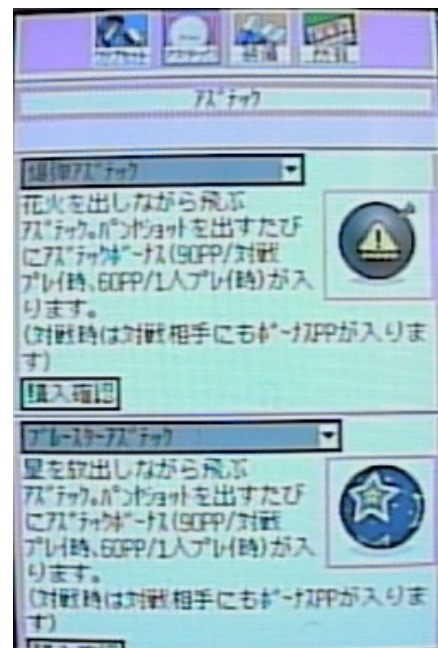 アズテック
爆弾アズテック
花火を出しながら飛ぶ
アズテック。パンヤショットを出すたび
にアズテックボーナス(90PP/対戦
プレイ時、60PP/1人プレイ時)が入
ります。
(対戦時は対戦相手にもボーナスPPが入りま
す)
購入確認
ブルースターアズテック
星を放出しながら飛ぶ
アズテック。パンヤショットを出すたび
にアズテックボーナス(90PP/対戦
プレイ時、60PP/1人プレイ時)が入
ります。
(対戦時は対戦相手にもボーナスPPが入りま
す)